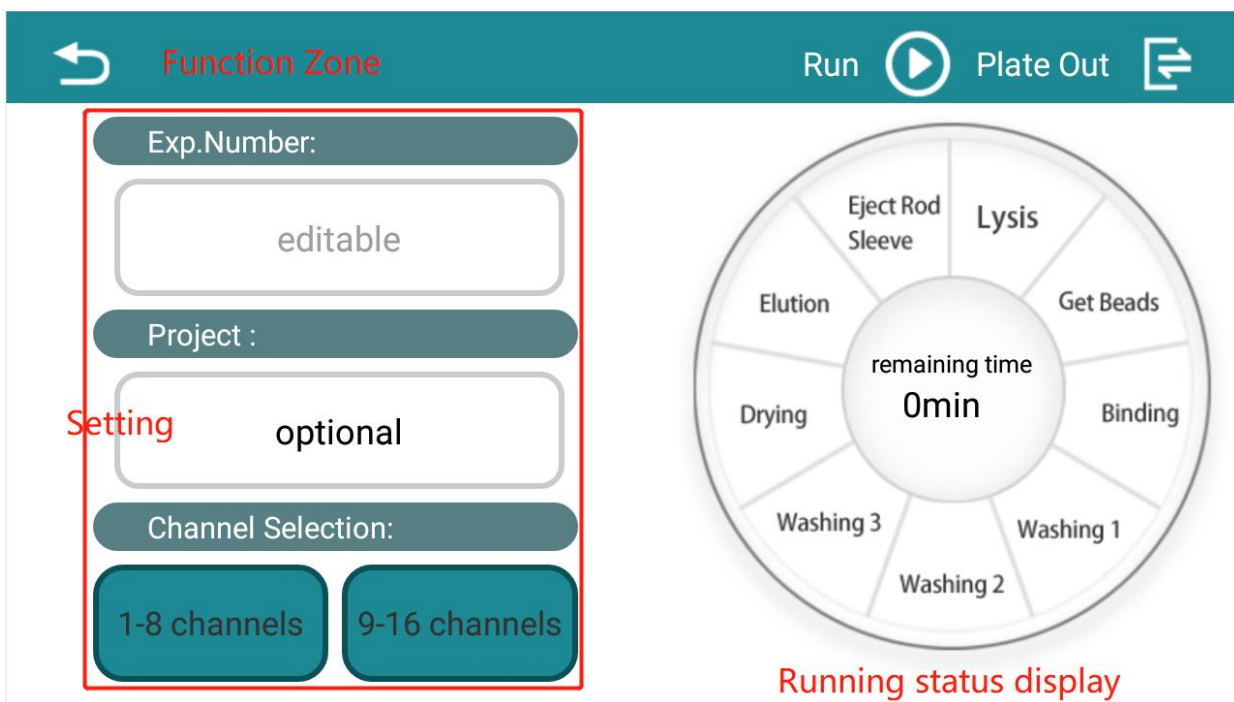 Function Zone
Run
Plate Out
Exp.Number:
editable
Project :
Setting
optional
Channel Selection:
1-8 channels
9-16 channels
Eject Rod
Sleeve
Lysis
Elution
Get Beads
remaining time
0min
Drying
Binding
Washing 3
Washing 1
Washing 2
Running status display